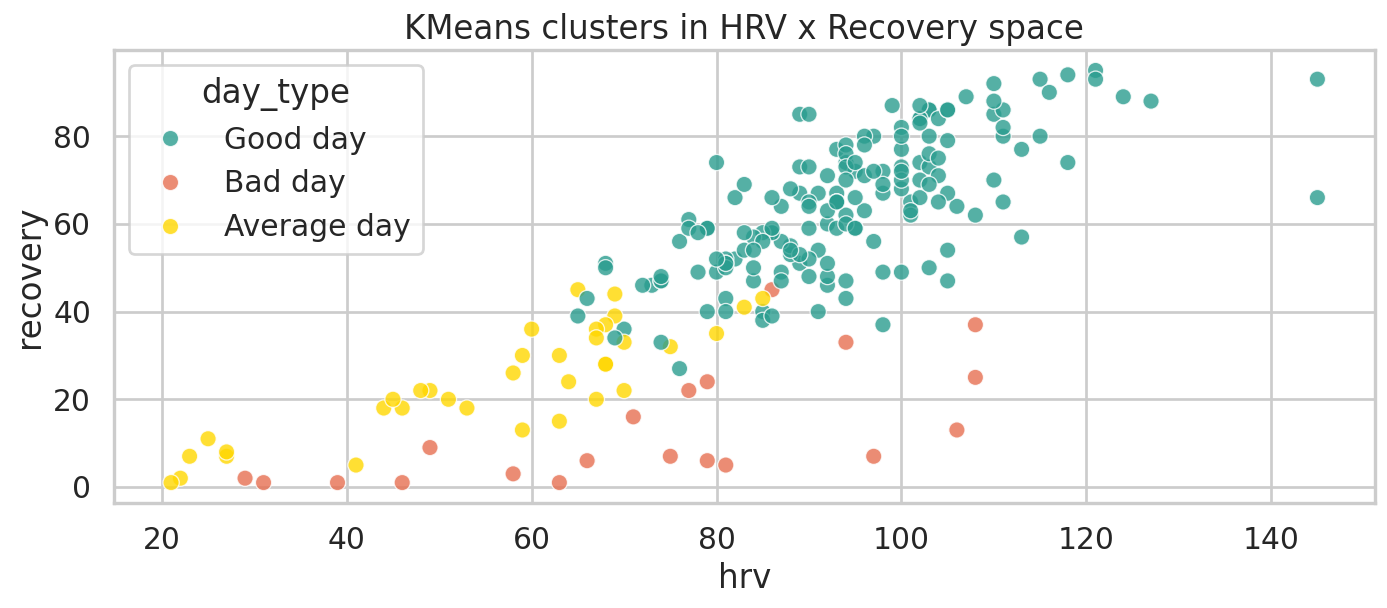 KMeans clusters in HRV x Recovery space
day_type
Good day
Bad day
Average day
recovery
80
60
40
20
0
20
40
60
80
100
120
140
hrv